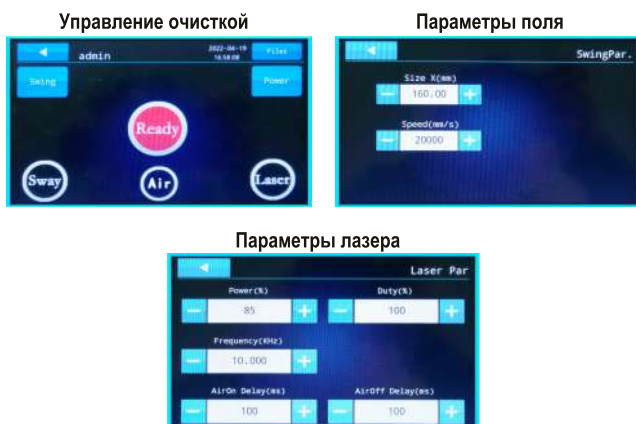 Управление очисткой
admin
2022-04-19
16:58:08
Files
Swing
Power
Ready
Sway
Air
Laser
Параметры поля
SwingPar.
Size X(mm)
160.00
Speed(mm/s)
20000
Параметры лазера
Laser Par
Power(%)
Duty(%)
85
100
Frequency(KHz)
10.000
AirOn Delay(ms)
AirOff Delay(ms)
100
100